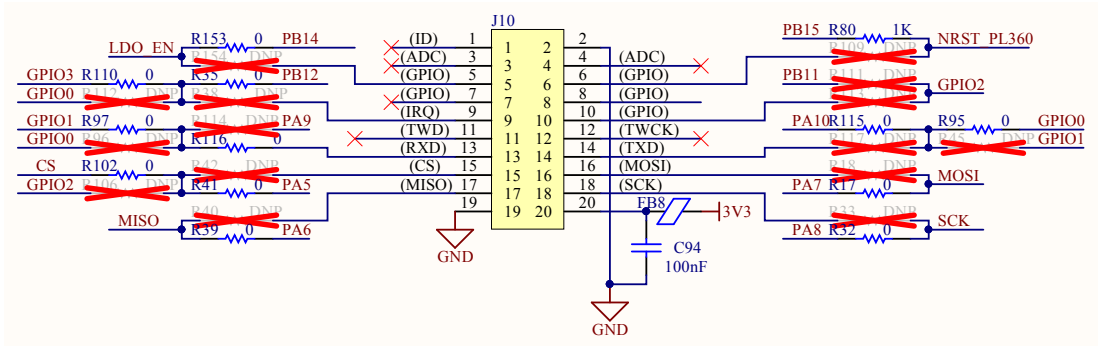 J10
LDO_EN R153 0 PB14
R154 DNP
GPIO3 R110 0 R35 0 PB12
GPIO0 R112 DNP R38 DNP
GPIO1 R97 0 R114 DNP PA9
GPIO0 R96 DNP R116 0
CS R102 0 R42 DNP
GPIO2 R106 DNP R41 0 PA5
MISO R40 DNP
R39 0 PA6
(ID) 1 1 2 2
(ADC) 3 3 4 4 (ADC)
(GPIO) 5 5 6 6 (GPIO)
(GPIO) 7 7 8 8 (GPIO)
(IRQ) 9 9 10 10 (GPIO)
(TWD) 11 11 12 12 (TWCK)
(RXD) 13 13 14 14 (TXD)
(CS) 15 15 16 16 (MOSI)
(MISO) 17 17 18 18 (SCK)
19 19 20 20
FB8 3V3
GND
C94
100nF
GND
PB15 R80 1K NRST_PL360
R109 DNP
PB11 R111 DNP GPIO2
R113 DNP
PA10 R115 0 R95 0 GPIO0
R117 DNP R45 DNP GPIO1
R18 DNP MOSI
PA7 R17 0
R33 DNP SCK
PA8 R32 0